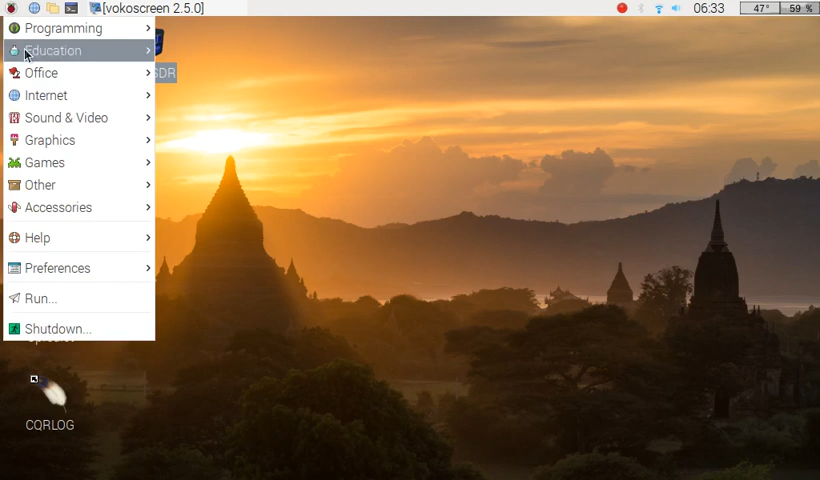 [vokoscreen 2.5.0]
06:33
47°
59 %
Programming
Education
SDR
Office
Internet
Sound & Video
Graphics
Games
Other
Accessories
Help
Preferences
Run...
Shutdown...
CQRLOG